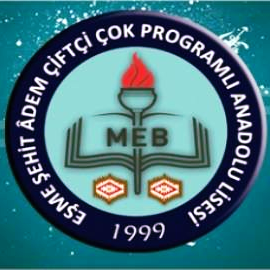 EŞME ŞEHİT ÂDEM ÇİFTÇİ ÇOK PROGRAMLI ANADOLU LİSESİ
MEB
1999